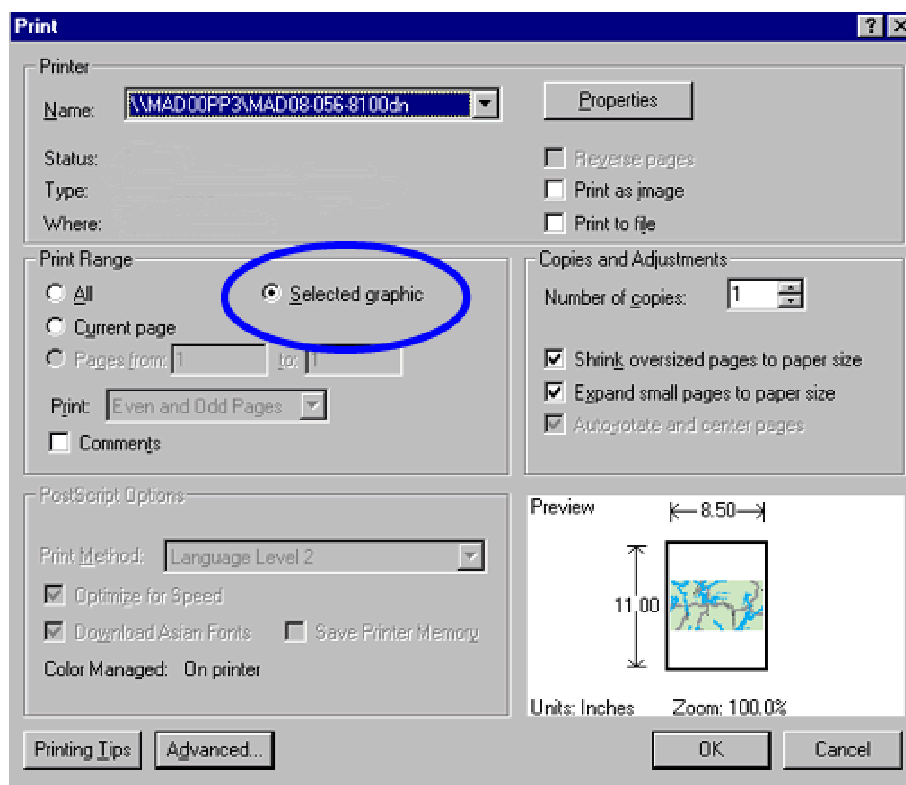 Print
Printer
Name: \\MAD00PP3\MAD08-056-8100dn
Properties
Status:
Type:
Where:
Reverse pages
Print as image
Print to file
Print Range
All
Selected graphic
Current page
Pages from: 1 to: 1
Print: Even and Odd Pages
Comments
Copies and Adjustments
Number of copies: 1
Shrink oversized pages to paper size
Expand small pages to paper size
Auto-rotate and center pages
PostScript Options
Print Method: Language Level 2
Optimize for Speed
Download Asian Fonts Save Printer Memory
Color Managed: On printer
Preview
8.50
11.00
Units: Inches Zoom: 100.0%
Printing Tips Advanced... OK Cancel